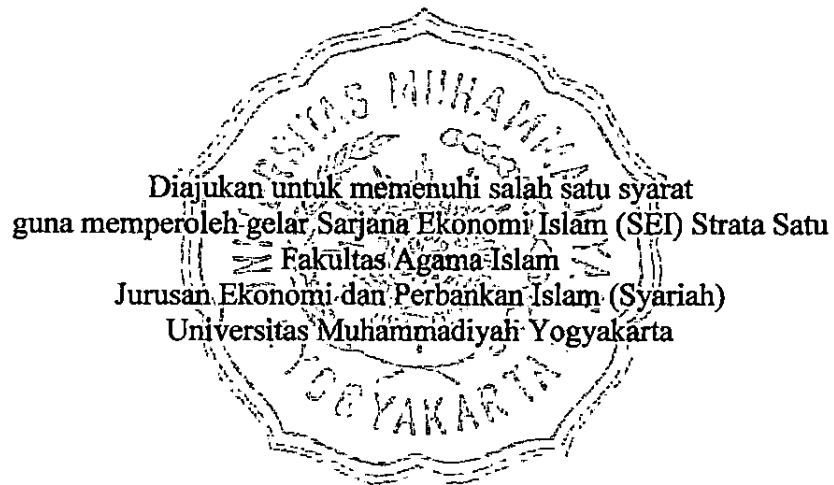 Diajukan untuk memenuhi salah satu syarat
guna memperoleh gelar Sarjana Ekonomi Islam (SEI) Strata Satu
Fakultas Agama Islam
Jurusan Ekonomi dan Perbankan Islam (Syariah)
Universitas Muhammadiyah Yogyakarta
YOGYAKARTA